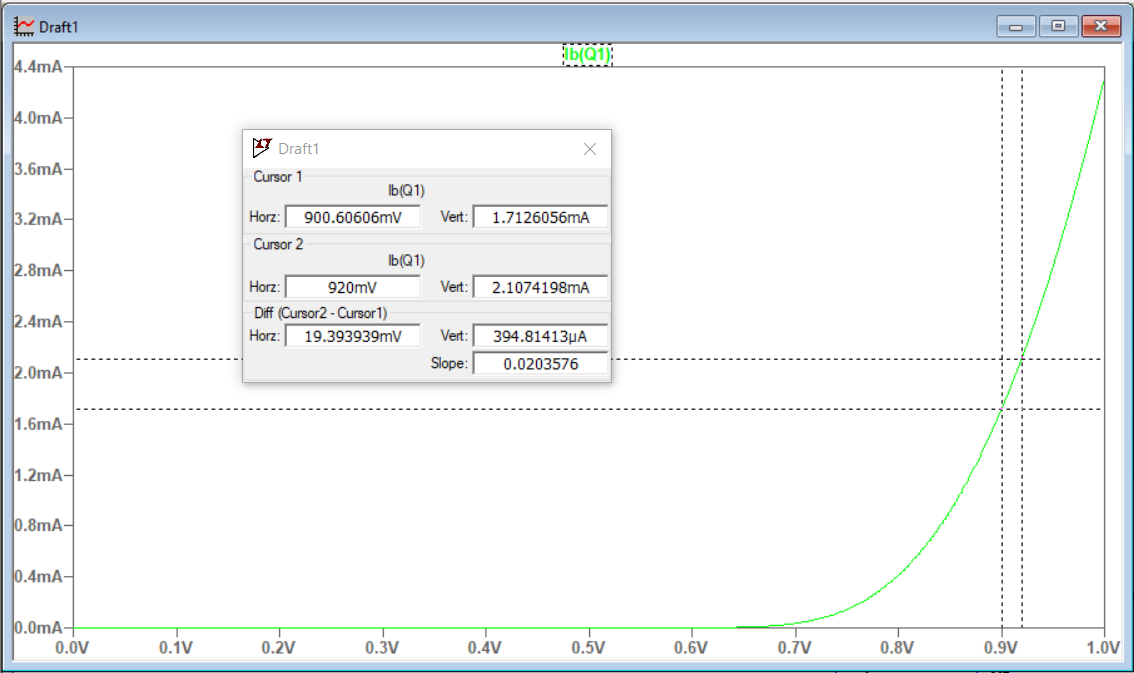 Draft1
Ib(Q1)
4.4mA
4.0mA
3.6mA
3.2mA
2.8mA
2.4mA
2.0mA
1.6mA
1.2mA
0.8mA
0.4mA
0.0mA
Draft1
Cursor 1
Ib(Q1)
Horz: 900.60606mV Vert: 1.7126056mA
Cursor 2
Ib(Q1)
Horz: 920mV Vert: 2.1074198mA
Diff (Cursor2 - Cursor1)
Horz: 19.393939mV Vert: 394.81413µA
Slope: 0.0203576
0.0V 0.1V 0.2V 0.3V 0.4V 0.5V 0.6V 0.7V 0.8V 0.9V 1.0V